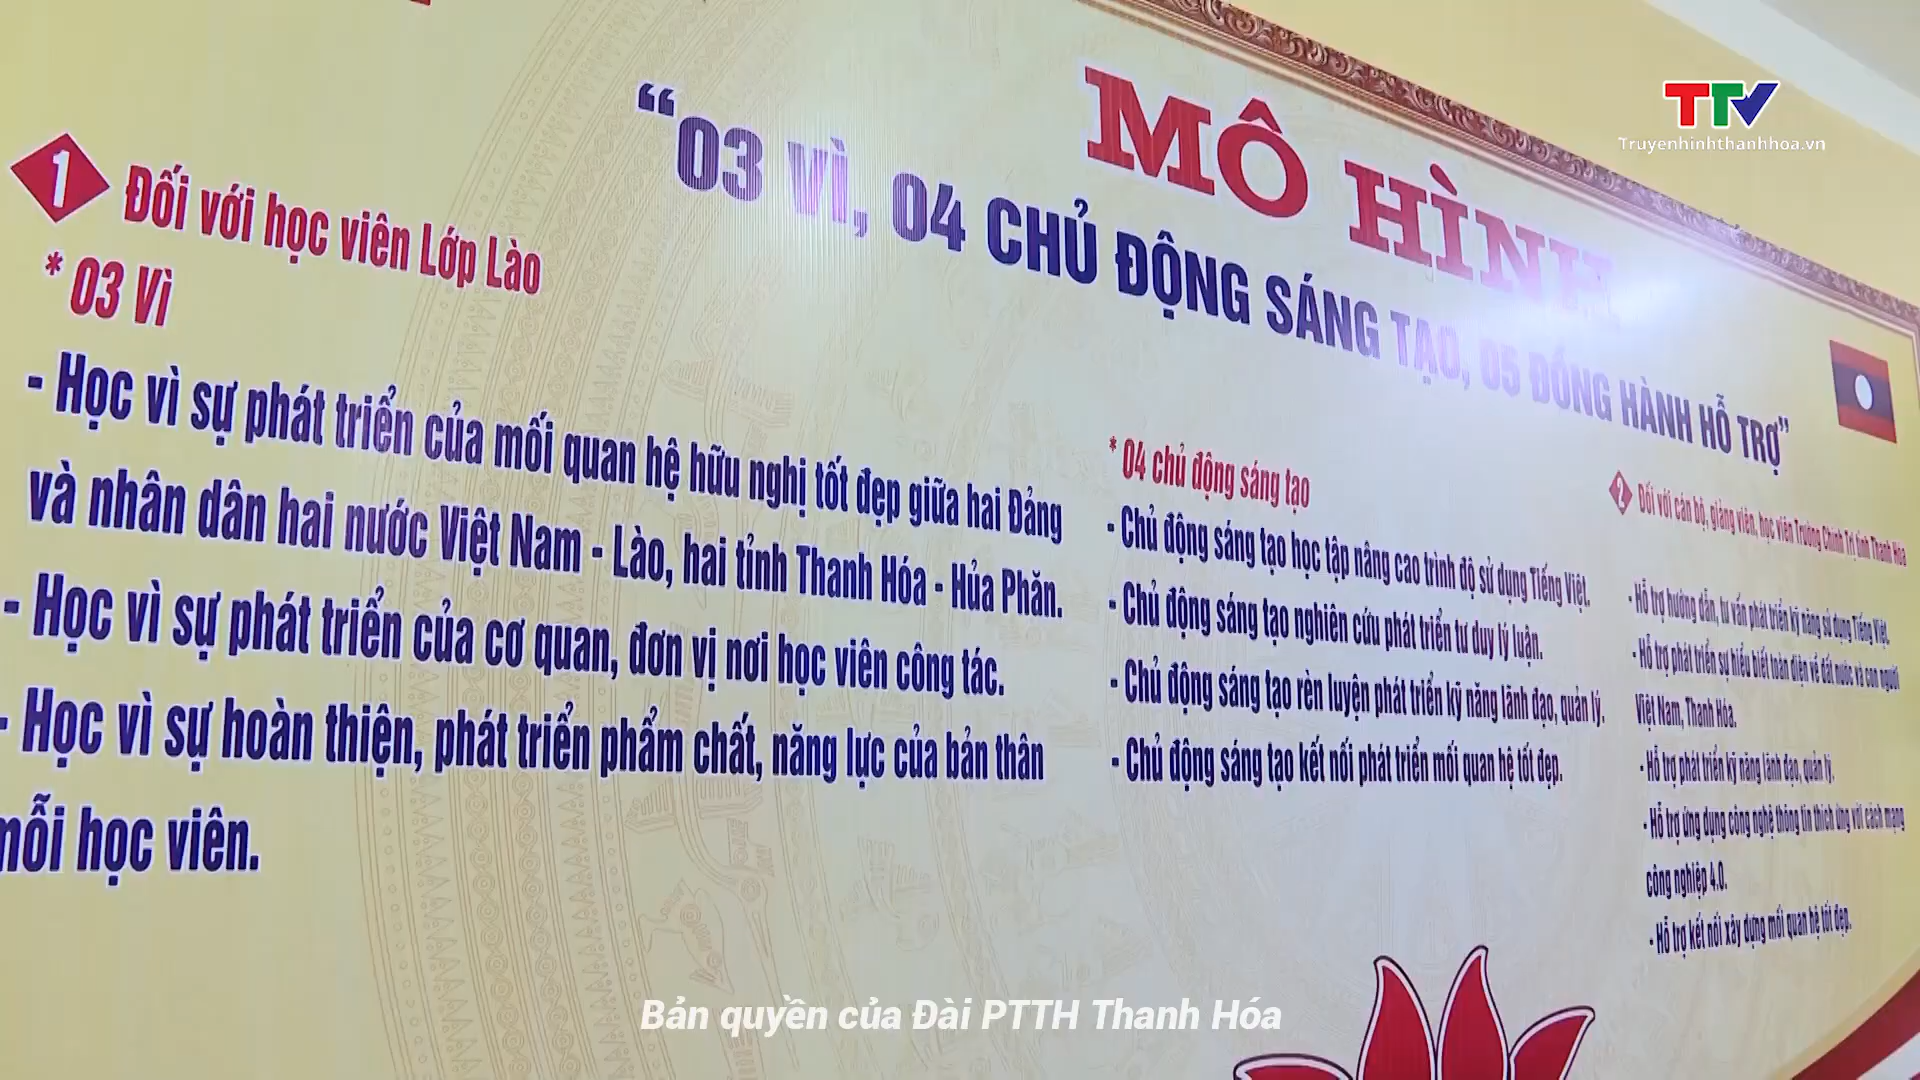 TTV
Truyenhinhthanhhoa.vn
MÔ HÌNH
“03 VÌ, 04 CHỦ ĐỘNG SÁNG TẠO, 05 ĐỒNG HÀNH HỖ TRỢ”
1 Đối với học viên Lớp Lào
* 03 Vì
- Học vì sự phát triển của mối quan hệ hữu nghị tốt đẹp giữa hai Đảng
và nhân dân hai nước Việt Nam - Lào, hai tỉnh Thanh Hóa - Hủa Phăn.
- Học vì sự phát triển của cơ quan, đơn vị nơi học viên công tác.
- Học vì sự hoàn thiện, phát triển phẩm chất, năng lực của bản thân
mỗi học viên.
* 04 chủ động sáng tạo
- Chủ động sáng tạo học tập nâng cao trình độ sử dụng Tiếng Việt.
- Chủ động sáng tạo nghiên cứu phát triển tư duy lý luận.
- Chủ động sáng tạo rèn luyện phát triển kỹ năng lãnh đạo, quản lý.
- Chủ động sáng tạo kết nối phát triển mối quan hệ tốt đẹp.
2 Đối với cán bộ, giảng viên, học viên Trường Chính Trị tỉnh Thanh Hóa
- Hỗ trợ hướng dẫn, tư vấn phát triển kỹ năng sử dụng Tiếng Việt.
- Hỗ trợ phát triển sự hiểu biết toàn diện về đất nước và con người
Việt Nam, Thanh Hóa.
- Hỗ trợ phát triển kỹ năng lãnh đạo, quản lý.
- Hỗ trợ ứng dụng công nghệ thông tin thích ứng với cách mạng
công nghiệp 4.0.
- Hỗ trợ kết nối xây dựng mối quan hệ tốt đẹp.
Bản quyền của Đài PTTH Thanh Hóa